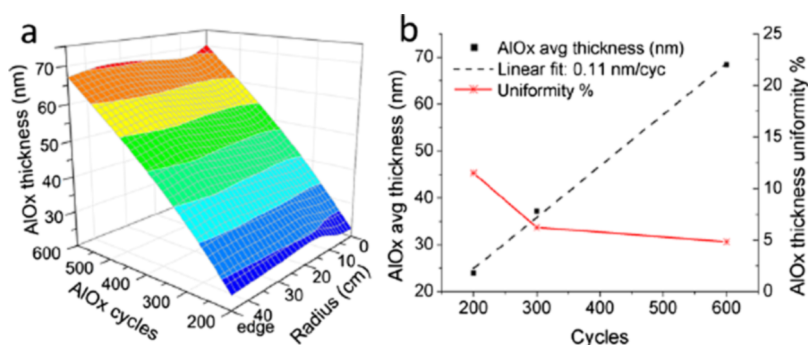 a
AlOx thickness (nm)
70
60
50
40
30
600
500
400
300
200
AlOx cycles
edge
40
30
20
10
0
Radius (cm)
b
AlOx avg thickness (nm)
70
60
50
40
30
20
AlOx avg thickness (nm)
Linear fit: 0.11 nm/cyc
Uniformity %
200 300 400 500 600
Cycles
25
20
15
10
5
0
AlOx thickness uniformity %